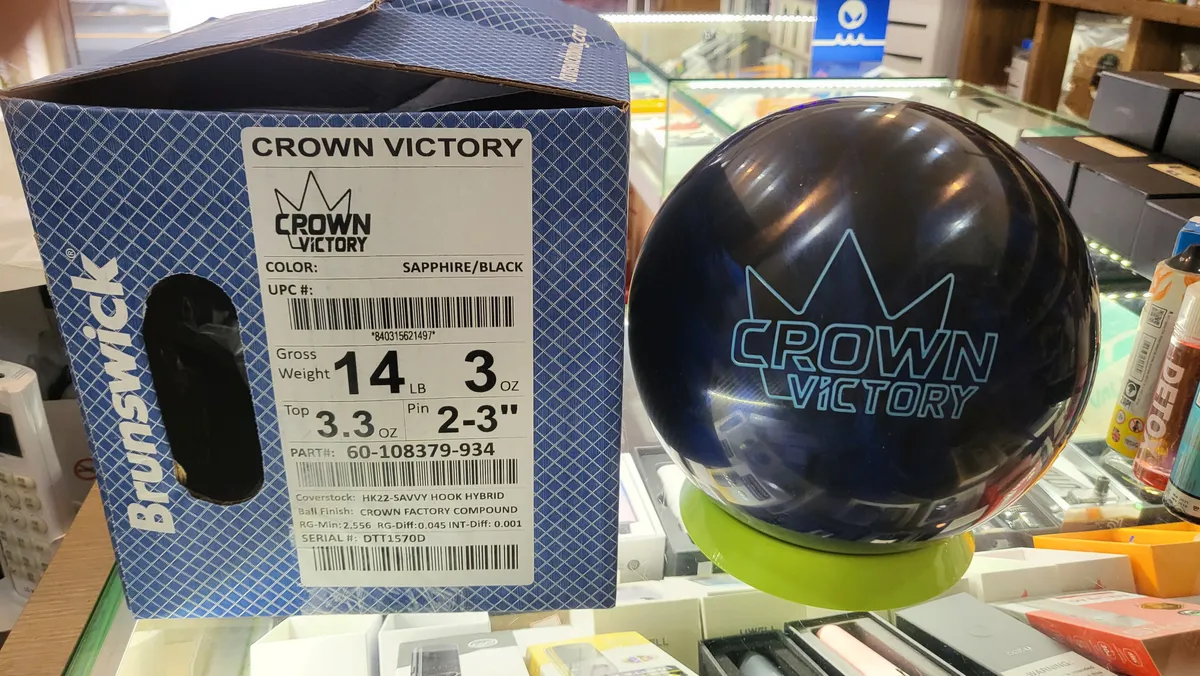 Brunswick®
CROWN VICTORY
CROWN
VICTORY
COLOR: SAPPHIRE/BLACK
UPC #:
*840315621497*
Gross
Weight 14 LB 3 OZ
Top 3.3 OZ Pin 2-3"
PART#: 60-108379-934
Coverstock: HK22-SAVVY HOOK HYBRID
Ball Finish: CROWN FACTORY COMPOUND
RG-Min: 2.556 RG-Diff: 0.045 INT-Diff: 0.001
SERIAL #: DTT1570D
CROWN
VICTORY
DETO
WARNING: